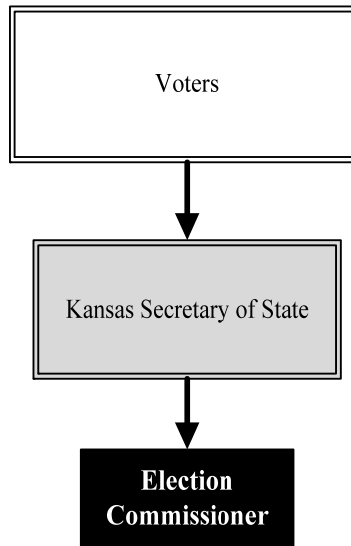 Voters
Kansas Secretary of State
Election
Commissioner